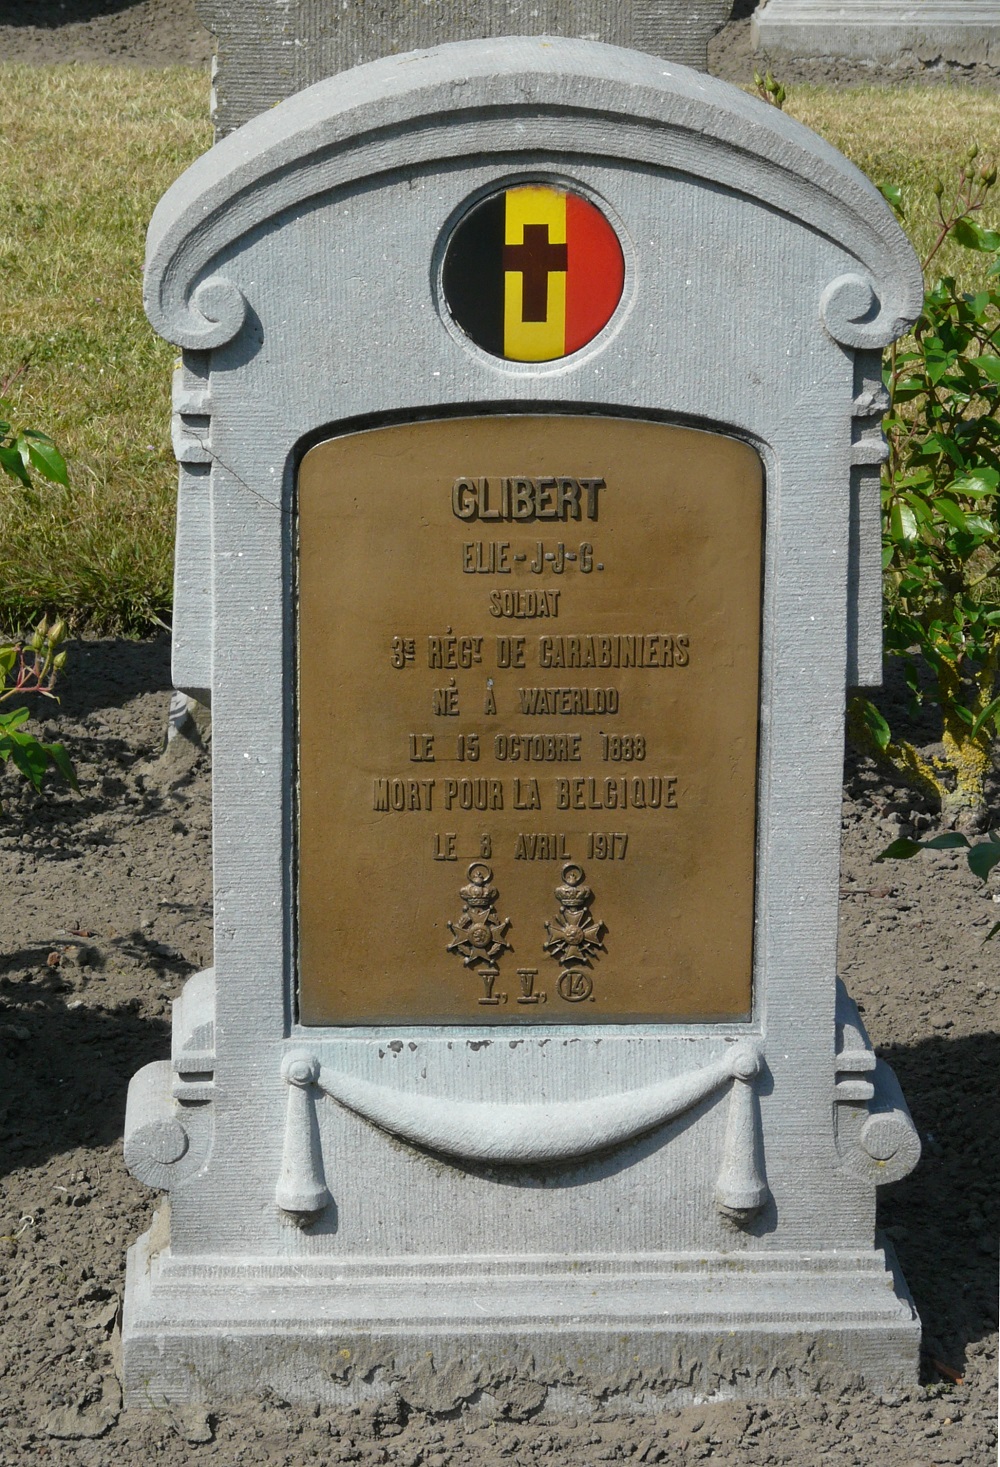 GLIBERT
ELIE-J-J-G.
SOLDAT
3E RÉGT DE CARABINIERS
NÉ À WATERLOO
LE 15 OCTOBRE 1888
MORT POUR LA BELGIQUE
LE 8 AVRIL 1917
Y., Y., 14.